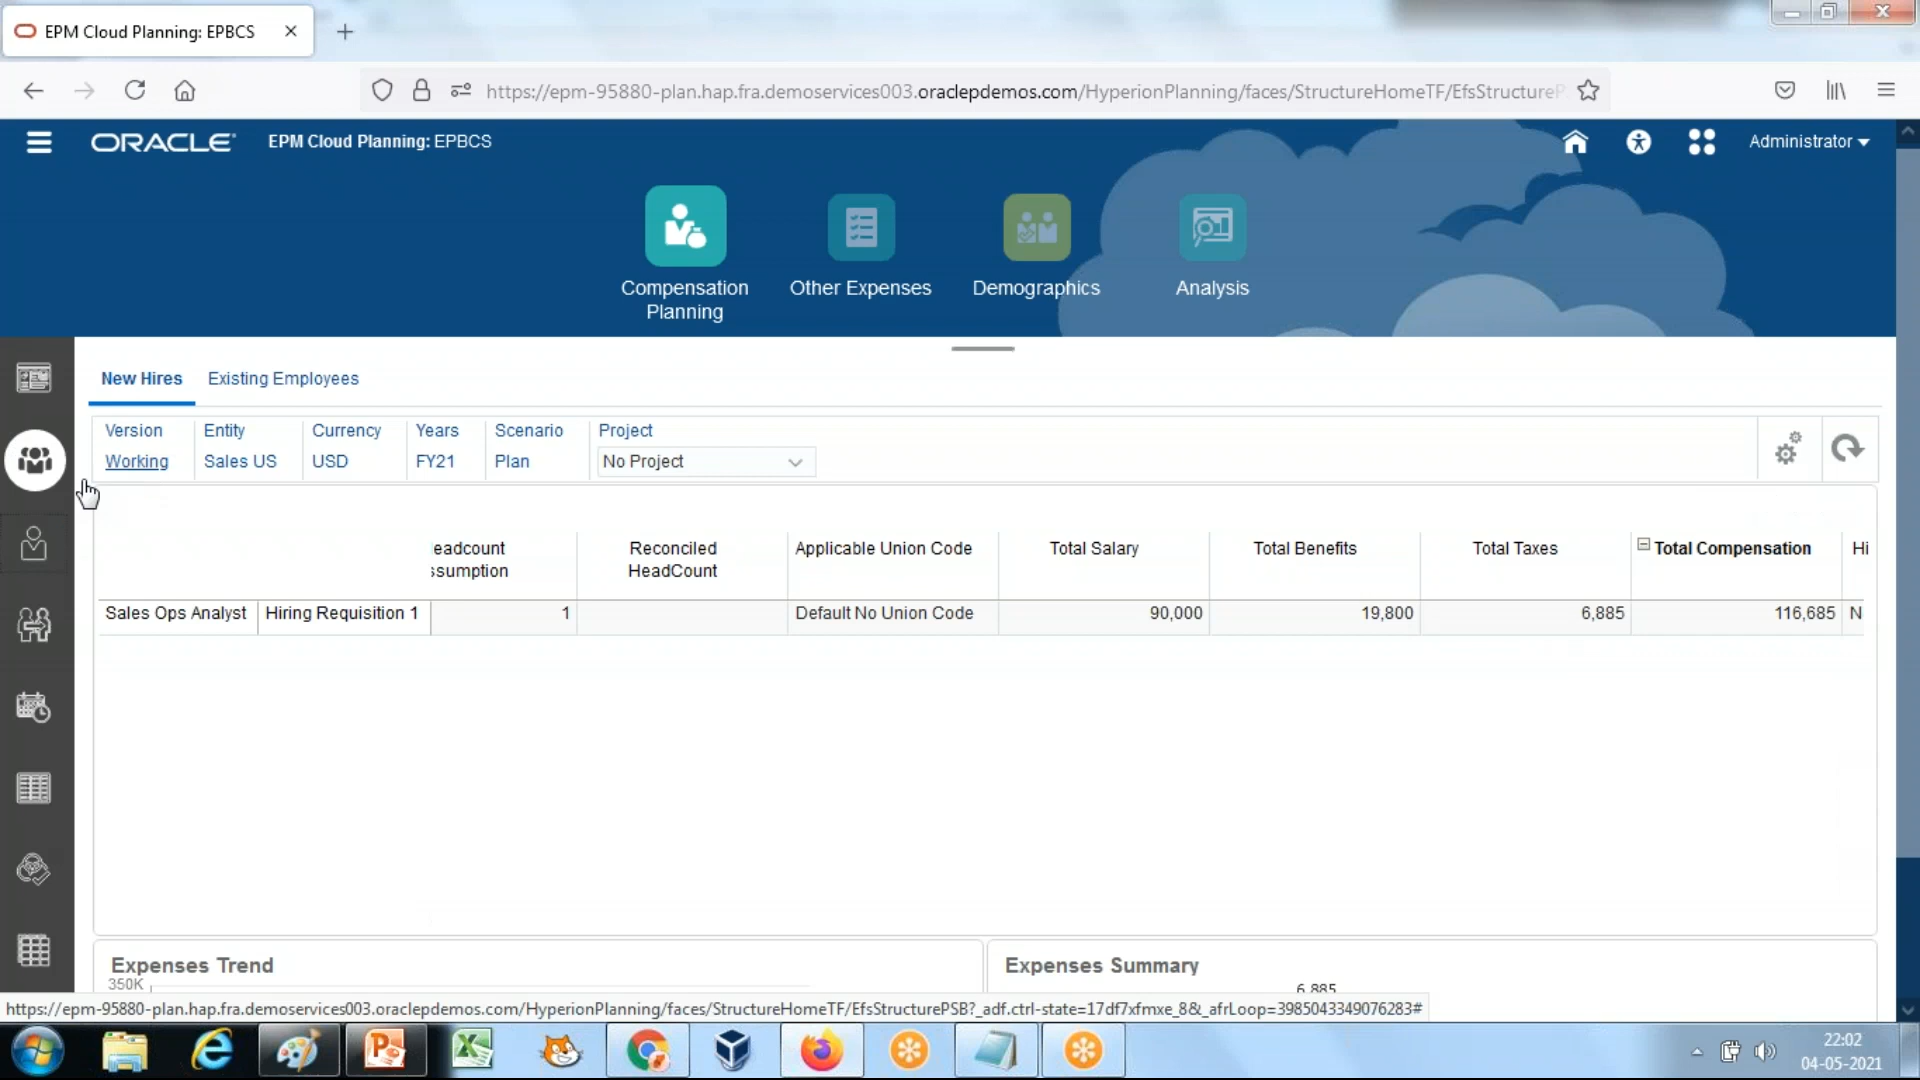 EPM Cloud Planning: EPBCS
https://epm-95880-plan.hap.fra.demoservices003.oraclepdemos.com/HyperionPlanning/faces/StructureHomeTF/EfsStructureP
ORACLE EPM Cloud Planning: EPBCS Administrator
Compensation Planning
Other Expenses
Demographics
Analysis
New Hires Existing Employees
Version Entity Currency Years Scenario Project
Working Sales US USD FY21 Plan No Project
eadcount ssumption
Reconciled HeadCount
Applicable Union Code
Total Salary
Total Benefits
Total Taxes
Total Compensation
Hi
Sales Ops Analyst Hiring Requisition 1 1 Default No Union Code 90,000 19,800 6,885 116,685 N
Expenses Trend
350K
Expenses Summary
6,885
https://epm-95880-plan.hap.fra.demoservices003.oraclepdemos.com/HyperionPlanning/faces/StructureHomeTF/EfsStructurePSB?_adf.ctrl-state=17df7xfmxe_8&_afrLoop=3985043349076283#
22:02
04-05-2021